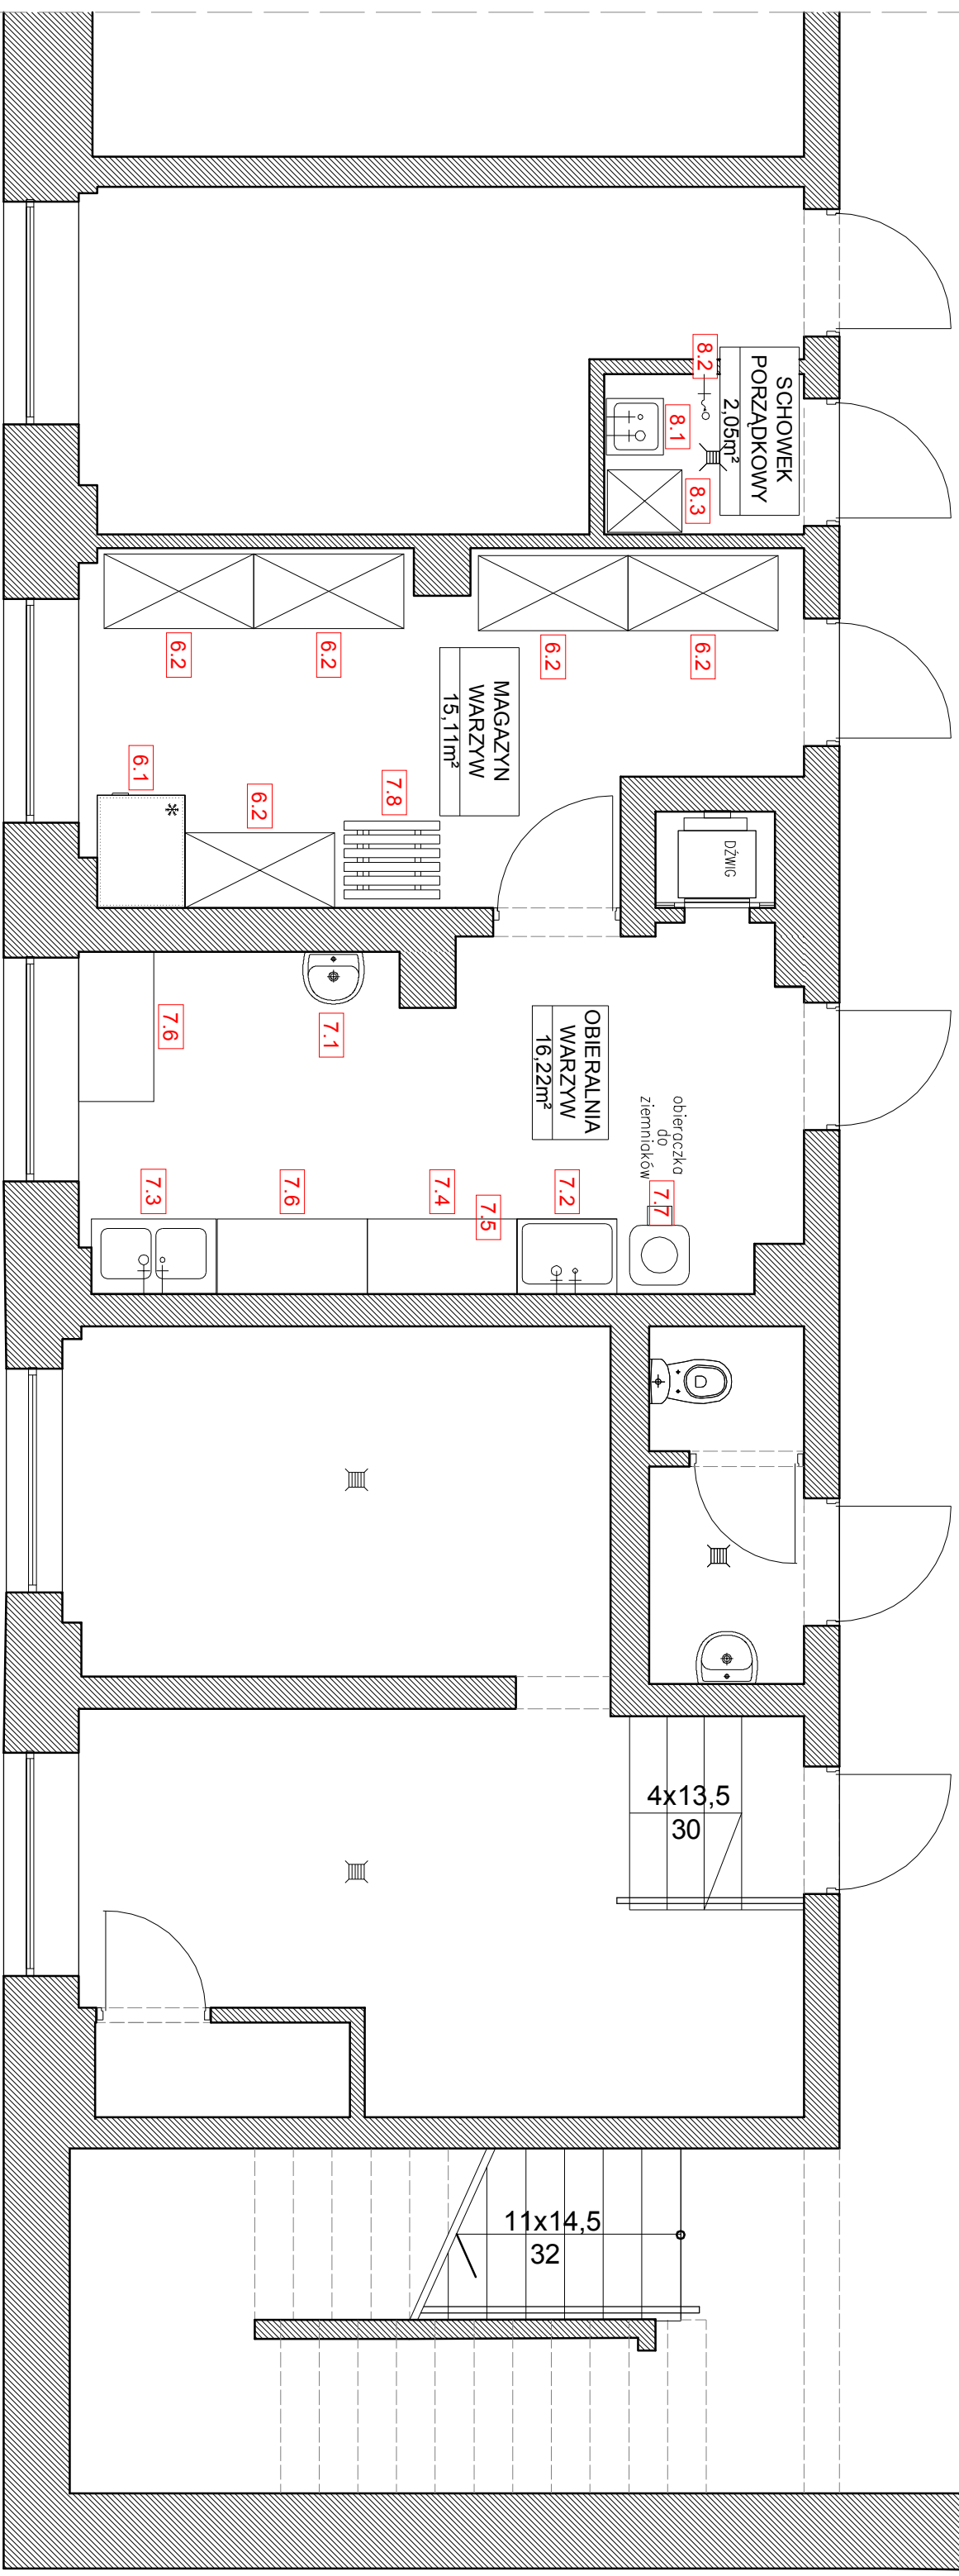 8.2
SCHOWEK
PORZĄDKOWY
2,05m²
8.1
8.3
6.2
6.2
6.2
6.2
MAGAZYN
WARZYW
15,11m²
6.1
6.2
7.8
DŹWIG
7.6
7.1
OBIERALNIA
WARZYW
16,22m²
obieraczka
do
ziemniaków
7.3
7.6
7.4
7.5
7.2
7.7
4x13,5
30
11x14,5
32